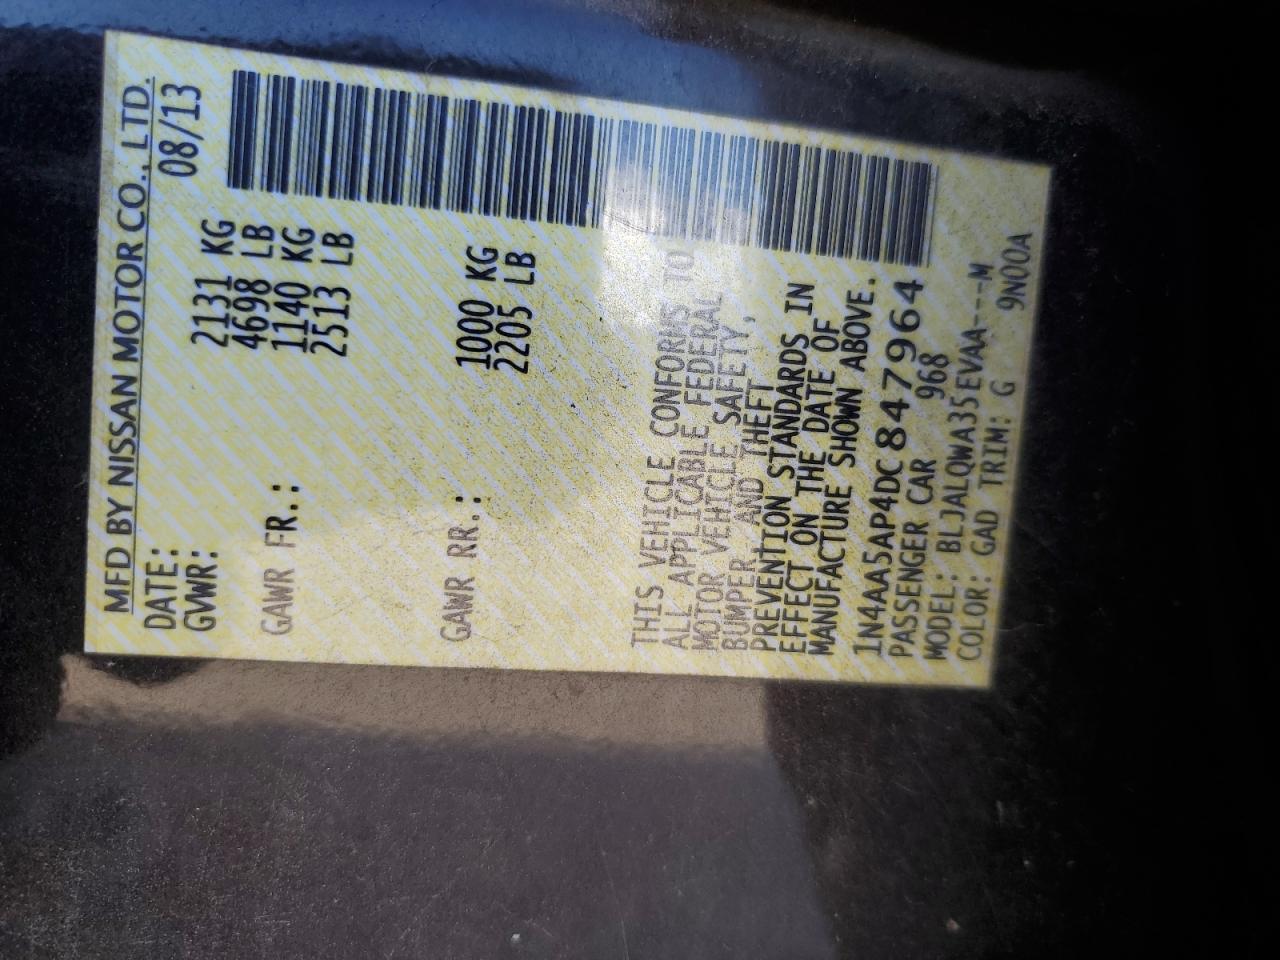 MFD BY NISSAN MOTOR CO., LTD.
DATE: 08/13
GVWR: 2131 KG
4698 LB
GAWR FR.: 1140 KG
2513 LB
GAWR RR.: 1000 KG
2205 LB
THIS VEHICLE CONFORMS TO
ALL APPLICABLE FEDERAL
MOTOR VEHICLE SAFETY,
BUMPER AND THEFT
PREVENTION STANDARDS IN
EFFECT ON THE DATE OF
MANUFACTURE SHOWN ABOVE.
1N4AA5AP4DC847964
PASSENGER CAR 968
MODEL: BLJALQWA35EVAA---M
COLOR: GAD TRIM: G 9N00A